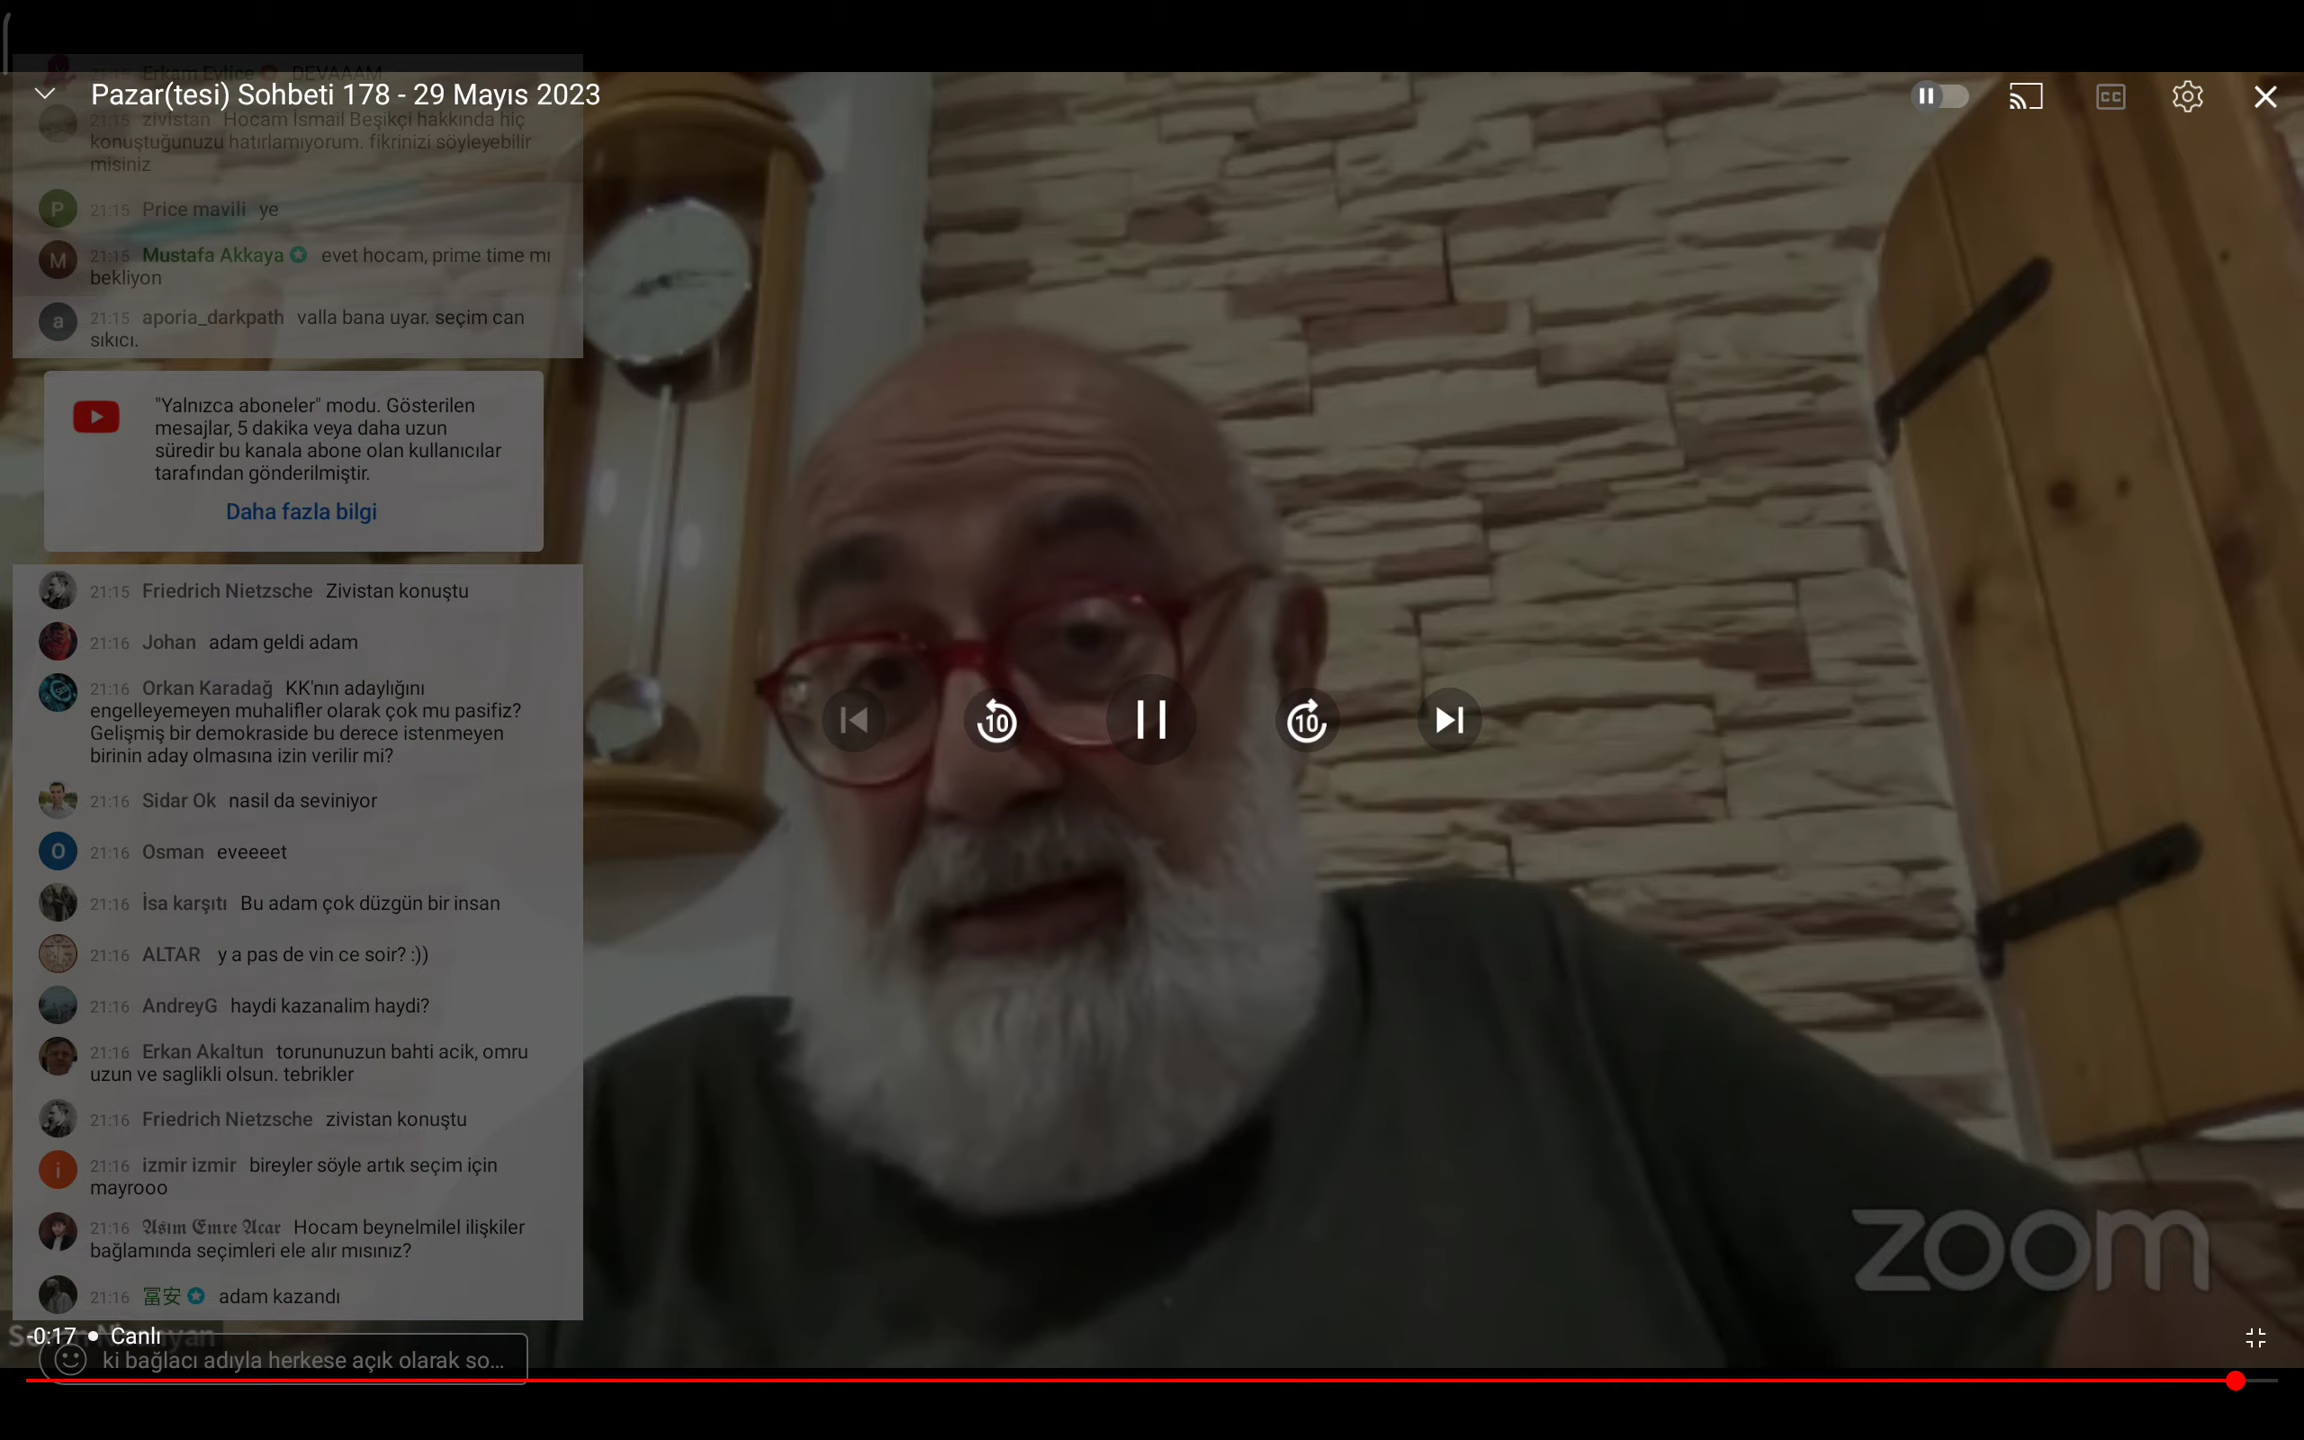 21:15 Erkam Evlice DEVAAAM
Pazar(tesi) Sohbeti 178 - 29 Mayıs 2023
21:15 zivistan Hocam İsmail Beşikçi hakkında hiç
konuştuğunuzu hatırlamıyorum. fikrinizi söyleyebilir
misiniz
P 21:15 Price mavili ye
M 21:15 Mustafa Akkaya evet hocam, prime time mı
bekliyon
a 21:15 aporia_darkpath valla bana uyar. seçim can
sıkıcı.
"Yalnızca aboneler" modu. Gösterilen
mesajlar, 5 dakika veya daha uzun
süredir bu kanala abone olan kullanıcılar
tarafından gönderilmiştir.
Daha fazla bilgi
21:15 Friedrich Nietzsche Zivistan konuştu
21:16 Johan adam geldi adam
21:16 Orkan Karadağ KK'nın adaylığını
engelleyemeyen muhalifler olarak çok mu pasifiz?
Gelişmiş bir demokraside bu derece istenmeyen
birinin aday olmasına izin verilir mi?
21:16 Sidar Ok nasil da seviniyor
O 21:16 Osman eveeeet
21:16 İsa karşıtı Bu adam çok düzgün bir insan
21:16 ALTAR y a pas de vin ce soir? :))
21:16 AndreyG haydi kazanalim haydi?
21:16 Erkan Akaltun torununuzun bahti acik, omru
uzun ve saglikli olsun. tebrikler
21:16 Friedrich Nietzsche zivistan konuştu
i 21:16 izmir izmir bireyler söyle artık seçim için
mayrooo
21:16 𝕬𝖘ı𝖒 𝕰𝖒𝖗𝖊 𝕬𝖈𝖆𝖗 Hocam beynelmilel ilişkiler
bağlamında seçimleri ele alır mısınız?
21:16 冨安 adam kazandı
-0:17 • Canlı
ki bağlacı adıyla herkese açık olarak so...
CC
10
10
zoom